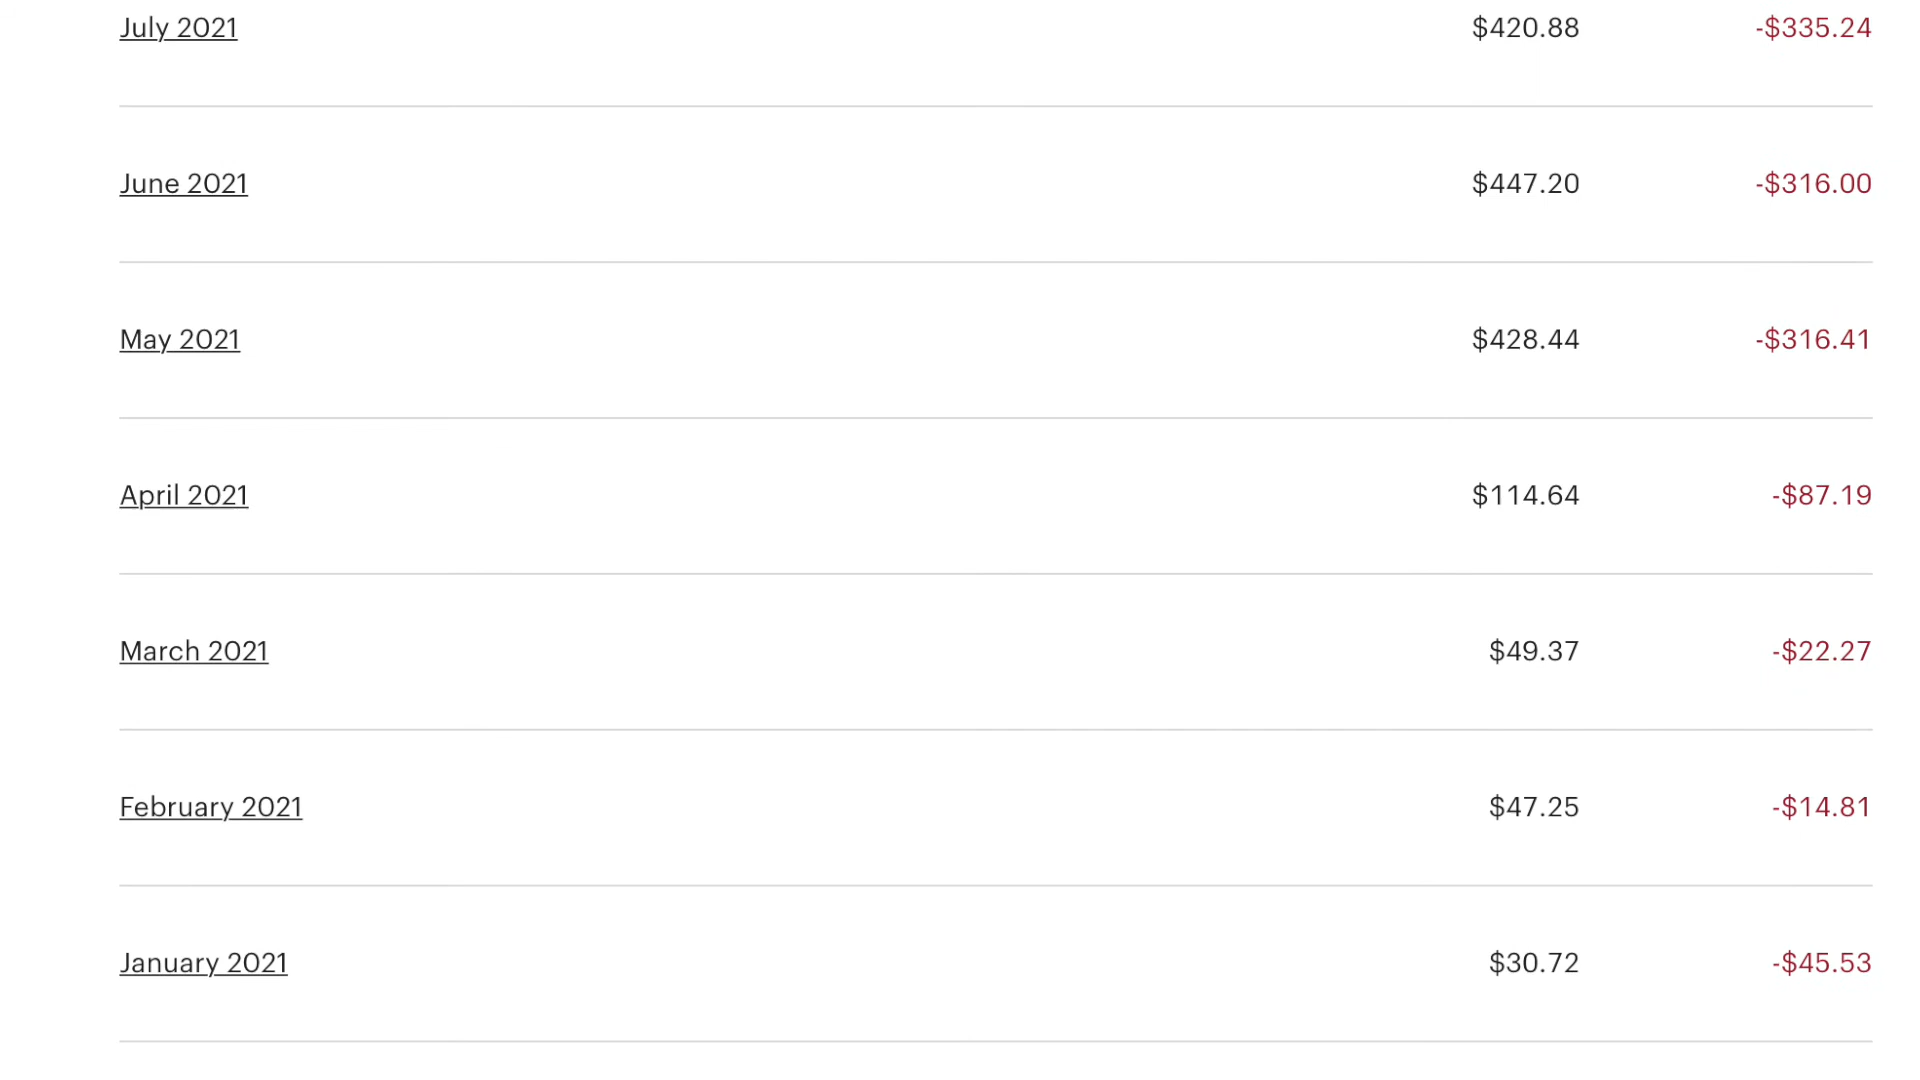 July 2021 $420.88 -$335.24
June 2021 $447.20 -$316.00
May 2021 $428.44 -$316.41
April 2021 $114.64 -$87.19
March 2021 $49.37 -$22.27
February 2021 $47.25 -$14.81
January 2021 $30.72 -$45.53